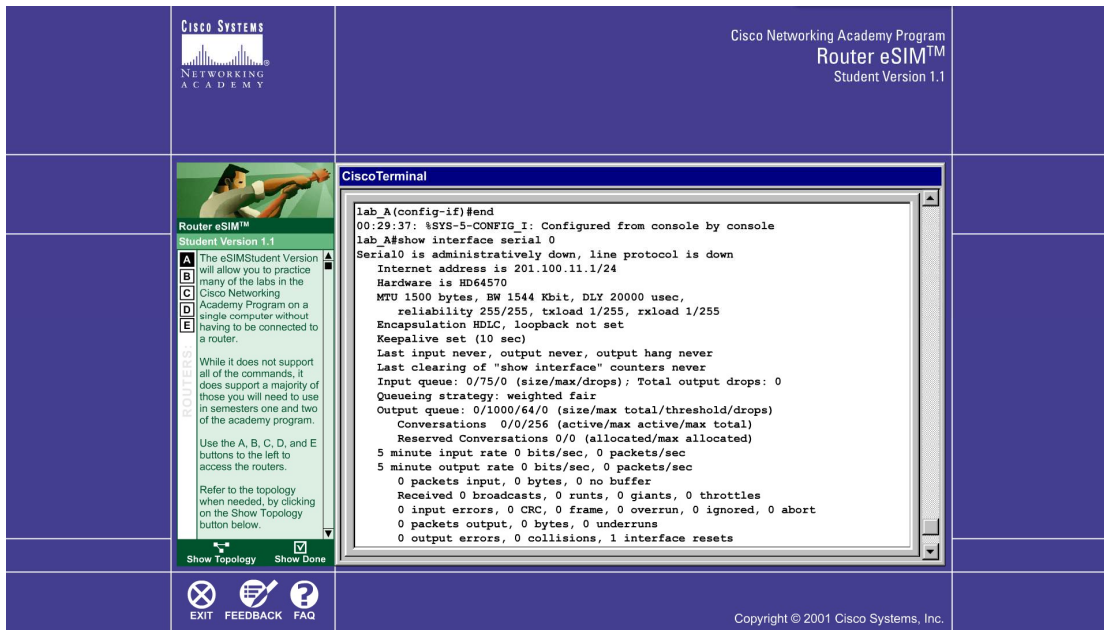 CISCO SYSTEMS
NETWORKING
ACADEMY
Cisco Networking Academy Program
Router eSIM™
Student Version 1.1
Router eSIM™
Student Version 1.1
A
B
C
D
E
ROUTERS:
The eSIMStudent Version
will allow you to practice
many of the labs in the
Cisco Networking
Academy Program on a
single computer without
having to be connected to
a router.
While it does not support
all of the commands, it
does support a majority of
those you will need to use
in semesters one and two
of the academy program.
Use the A, B, C, D, and E
buttons to the left to
access the routers.
Refer to the topology
when needed, by clicking
on the Show Topology
button below.
Show Topology
Show Done
CiscoTerminal
lab_A(config-if)#end
00:29:37: %SYS-5-CONFIG_I: Configured from console by console
lab_A#show interface serial 0
Serial0 is administratively down, line protocol is down
Internet address is 201.100.11.1/24
Hardware is HD64570
MTU 1500 bytes, BW 1544 Kbit, DLY 20000 usec,
reliability 255/255, txload 1/255, rxload 1/255
Encapsulation HDLC, loopback not set
Keepalive set (10 sec)
Last input never, output never, output hang never
Last clearing of "show interface" counters never
Input queue: 0/75/0 (size/max/drops); Total output drops: 0
Queueing strategy: weighted fair
Output queue: 0/1000/64/0 (size/max total/threshold/drops)
Conversations 0/0/256 (active/max active/max total)
Reserved Conversations 0/0 (allocated/max allocated)
5 minute input rate 0 bits/sec, 0 packets/sec
5 minute output rate 0 bits/sec, 0 packets/sec
0 packets input, 0 bytes, 0 no buffer
Received 0 broadcasts, 0 runts, 0 giants, 0 throttles
0 input errors, 0 CRC, 0 frame, 0 overrun, 0 ignored, 0 abort
0 packets output, 0 bytes, 0 underruns
0 output errors, 0 collisions, 1 interface resets
EXIT
FEEDBACK
FAQ
Copyright © 2001 Cisco Systems, Inc.